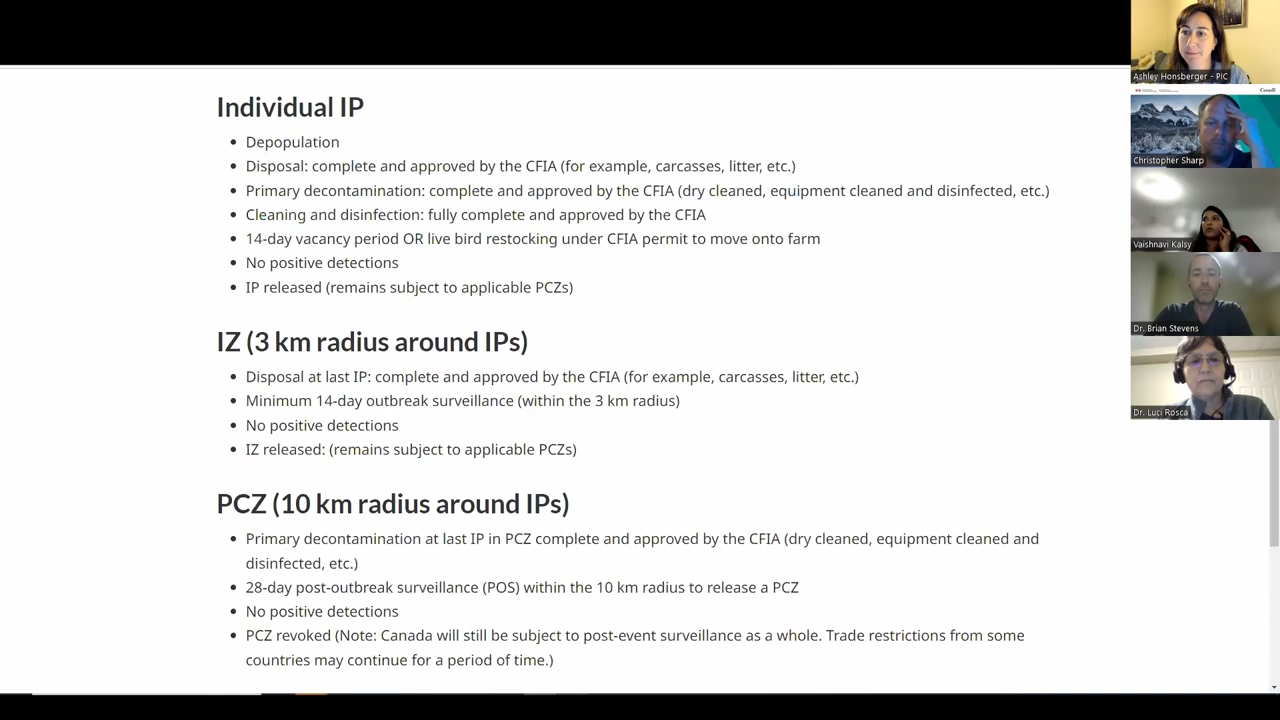 Individual IP
Depopulation
Disposal: complete and approved by the CFIA (for example, carcasses, litter, etc.)
Primary decontamination: complete and approved by the CFIA (dry cleaned, equipment cleaned and disinfected, etc.)
Cleaning and disinfection: fully complete and approved by the CFIA
14-day vacancy period OR live bird restocking under CFIA permit to move onto farm
No positive detections
IP released (remains subject to applicable PCZs)
IZ (3 km radius around IPs)
Disposal at last IP: complete and approved by the CFIA (for example, carcasses, litter, etc.)
Minimum 14-day outbreak surveillance (within the 3 km radius)
No positive detections
IZ released: (remains subject to applicable PCZs)
PCZ (10 km radius around IPs)
Primary decontamination at last IP in PCZ complete and approved by the CFIA (dry cleaned, equipment cleaned and
disinfected, etc.)
28-day post-outbreak surveillance (POS) within the 10 km radius to release a PCZ
No positive detections
PCZ revoked (Note: Canada will still be subject to post-event surveillance as a whole. Trade restrictions from some
countries may continue for a period of time.)
Ashley Honsberger - PIC
Canada
Christopher Sharp
Vaishnavi Kalsy
Dr. Brian Stevens
Dr. Luci Rosca